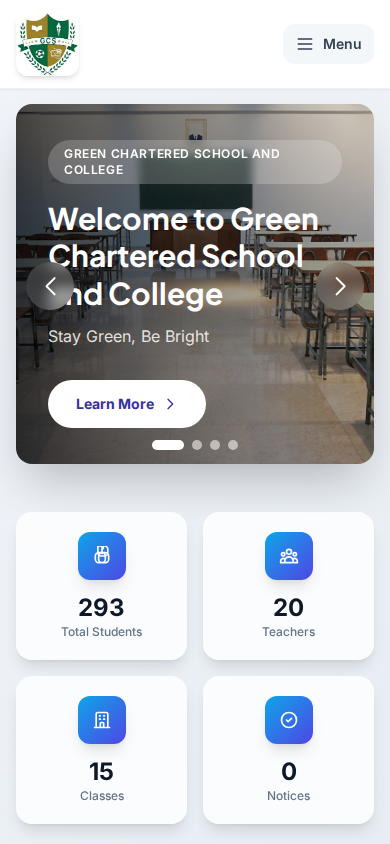 GCS
Menu
GREEN CHARTERED SCHOOL AND
COLLEGE
Welcome to Green
Chartered School
and College
Stay Green, Be Bright
Learn More
293
Total Students
20
Teachers
15
Classes
0
Notices